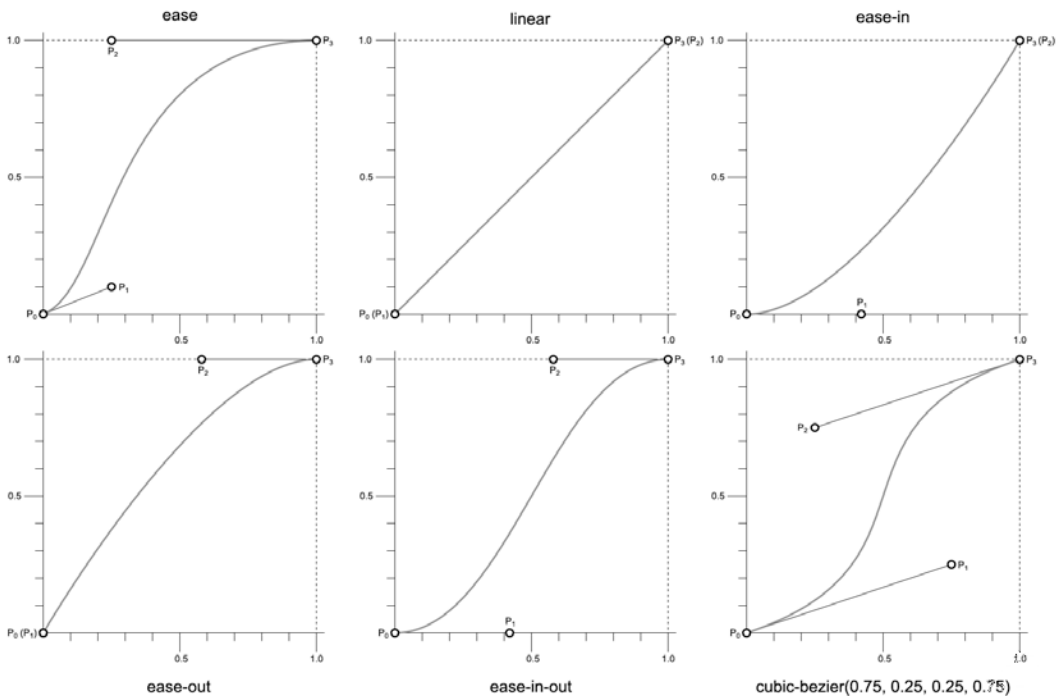 ease
linear
ease-in
1.0
P₂
P₃
0.5
P₁
P₀
0.5
1.0
P₃ (P₂)
P₀ (P₁)
0.5
1.0
1.0
P₃ (P₂)
0.5
P₁
P₀
0.5
1.0
1.0
P₂
P₃
0.5
P₀ (P₁)
0.5
1.0
1.0
P₂
P₃
0.5
P₁
P₀
0.5
1.0
1.0
P₃
P₂
0.5
P₁
P₀
0.5
1.0
ease-out
ease-in-out
cubic-bezier(0.75, 0.25, 0.25, 0.75)